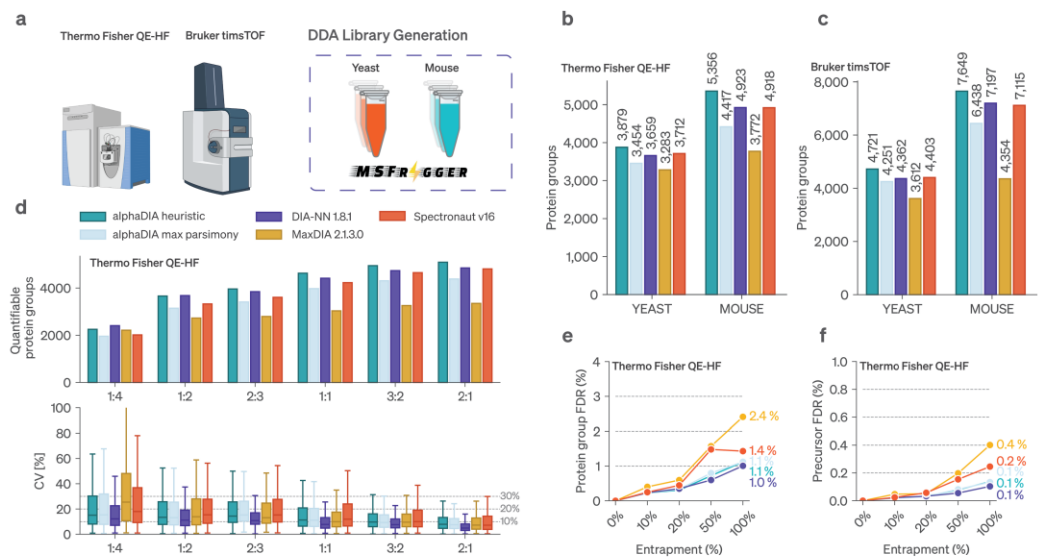 a
Thermo Fisher QE-HF
Bruker timsTOF
DDA Library Generation
Yeast
Mouse
MSFRAGGER
b
Thermo Fisher QE-HF
Protein groups
5,000
4,000
3,000
2,000
1,000
0
3,879
3,454
3,659
3,283
3,712
5,356
4,417
4,923
3,772
4,918
YEAST
MOUSE
c
Bruker timsTOF
Protein groups
8,000
6,000
4,000
2,000
0
4,721
4,251
4,362
3,612
4,403
7,649
6,438
7,197
4,354
7,115
YEAST
MOUSE
d
alphaDIA heuristic
DIA-NN 1.8.1
Spectronaut v16
alphaDIA max parsimony
MaxDIA 2.1.3.0
Thermo Fisher QE-HF
Quantifiable
protein groups
4000
2000
0
1:4
1:2
2:3
1:1
3:2
2:1
CV [%]
100
80
60
40
20
0
30%
20%
10%
1:4
1:2
2:3
1:1
3:2
2:1
e
Thermo Fisher QE-HF
Protein group FDR (%)
4
3
2
1
0
2.4 %
1.4 %
1.1 %
1.1 %
1.0 %
0%
10%
20%
50%
100%
Entrapment (%)
f
Thermo Fisher QE-HF
Precursor FDR (%)
1.0
0.8
0.6
0.4
0.2
0.0
0.4 %
0.2 %
0.1 %
0.1 %
0.1 %
0%
10%
20%
50%
100%
Entrapment (%)